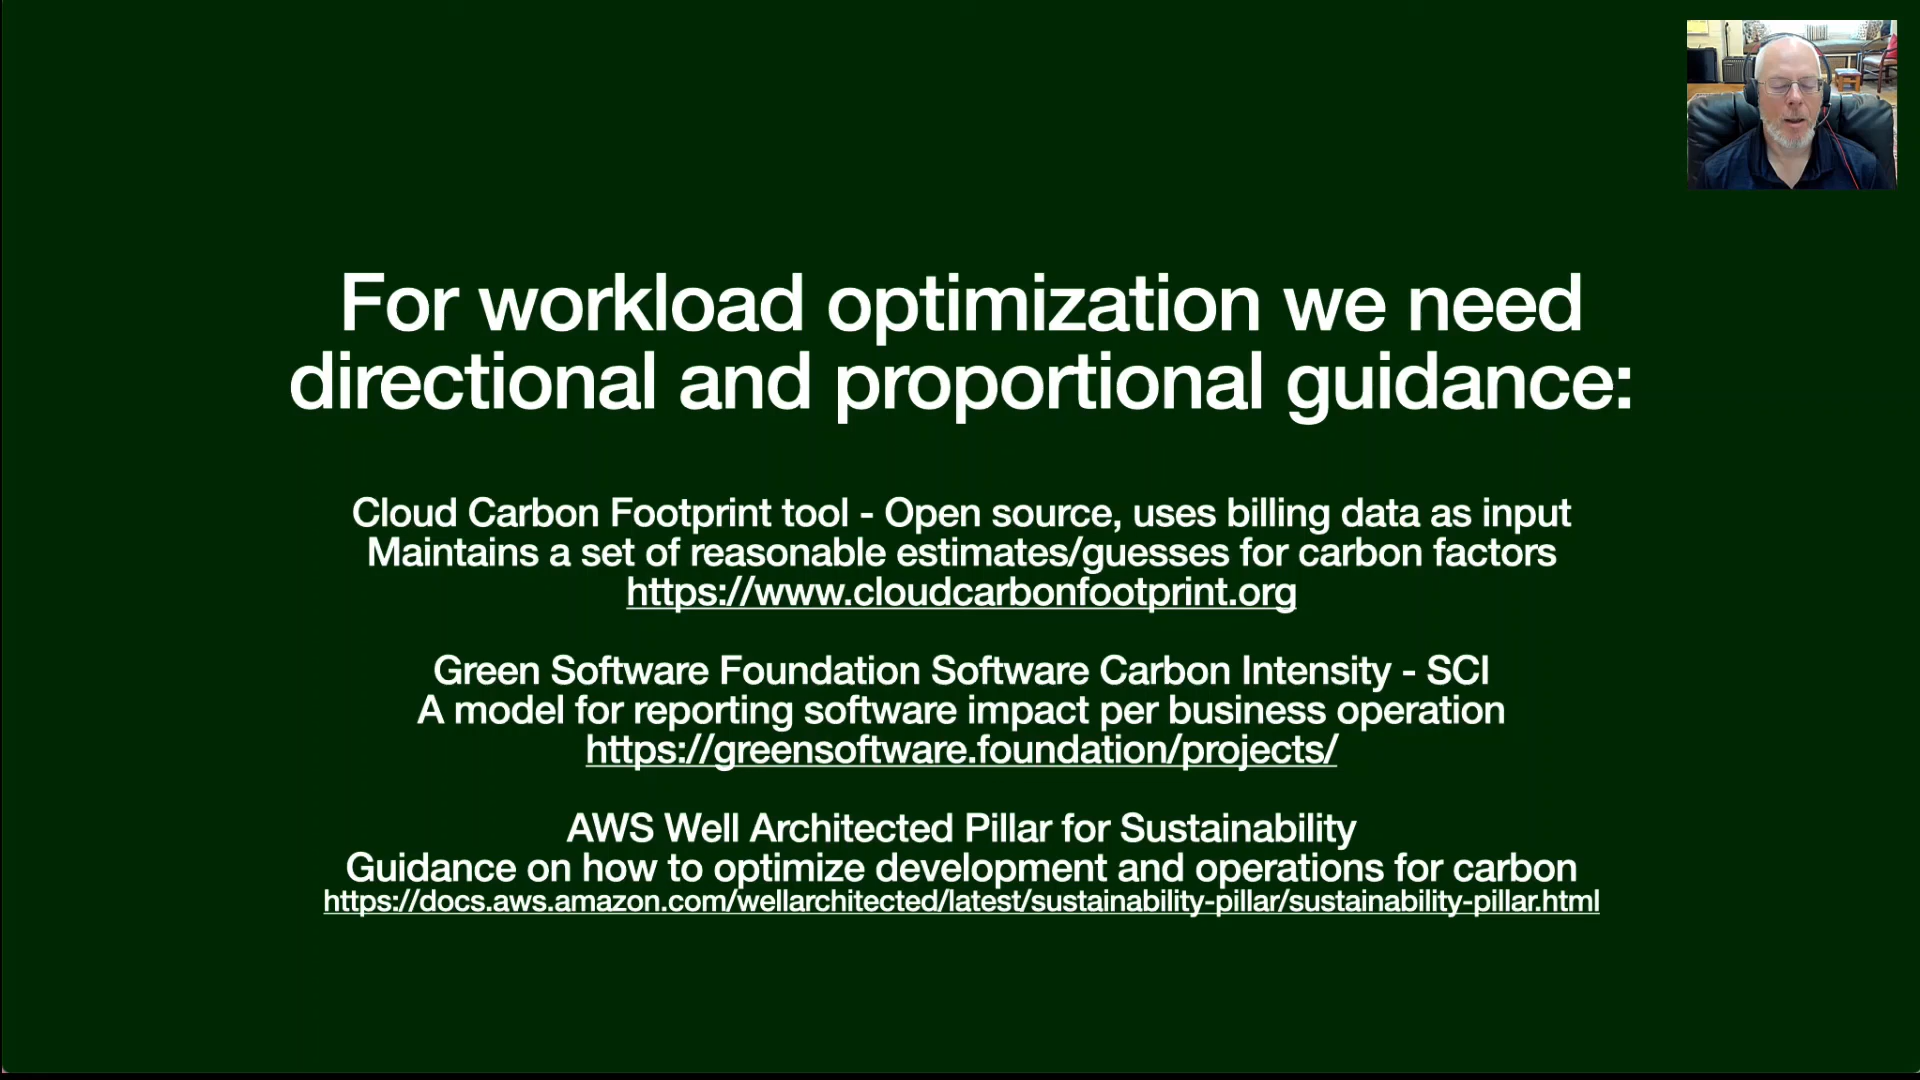 For workload optimization we need
directional and proportional guidance:
Cloud Carbon Footprint tool - Open source, uses billing data as input
Maintains a set of reasonable estimates/guesses for carbon factors
https://www.cloudcarbonfootprint.org
Green Software Foundation Software Carbon Intensity - SCI
A model for reporting software impact per business operation
https://greensoftware.foundation/projects/
AWS Well Architected Pillar for Sustainability
Guidance on how to optimize development and operations for carbon
https://docs.aws.amazon.com/wellarchitected/latest/sustainability-pillar/sustainability-pillar.html